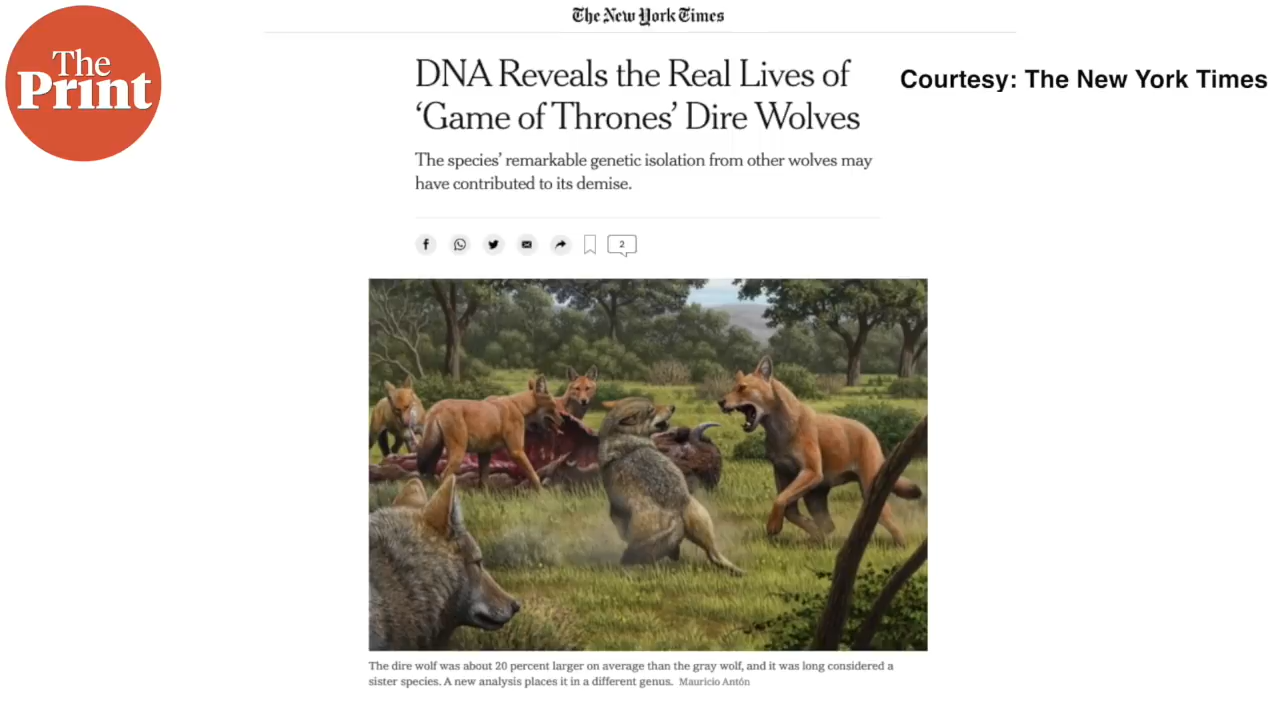 The
Print
The New York Times
DNA Reveals the Real Lives of
‘Game of Thrones’ Dire Wolves
Courtesy: The New York Times
The species’ remarkable genetic isolation from other wolves may
have contributed to its demise.
2
The dire wolf was about 20 percent larger on average than the gray wolf, and it was long considered a
sister species. A new analysis places it in a different genus. Mauricio Antón